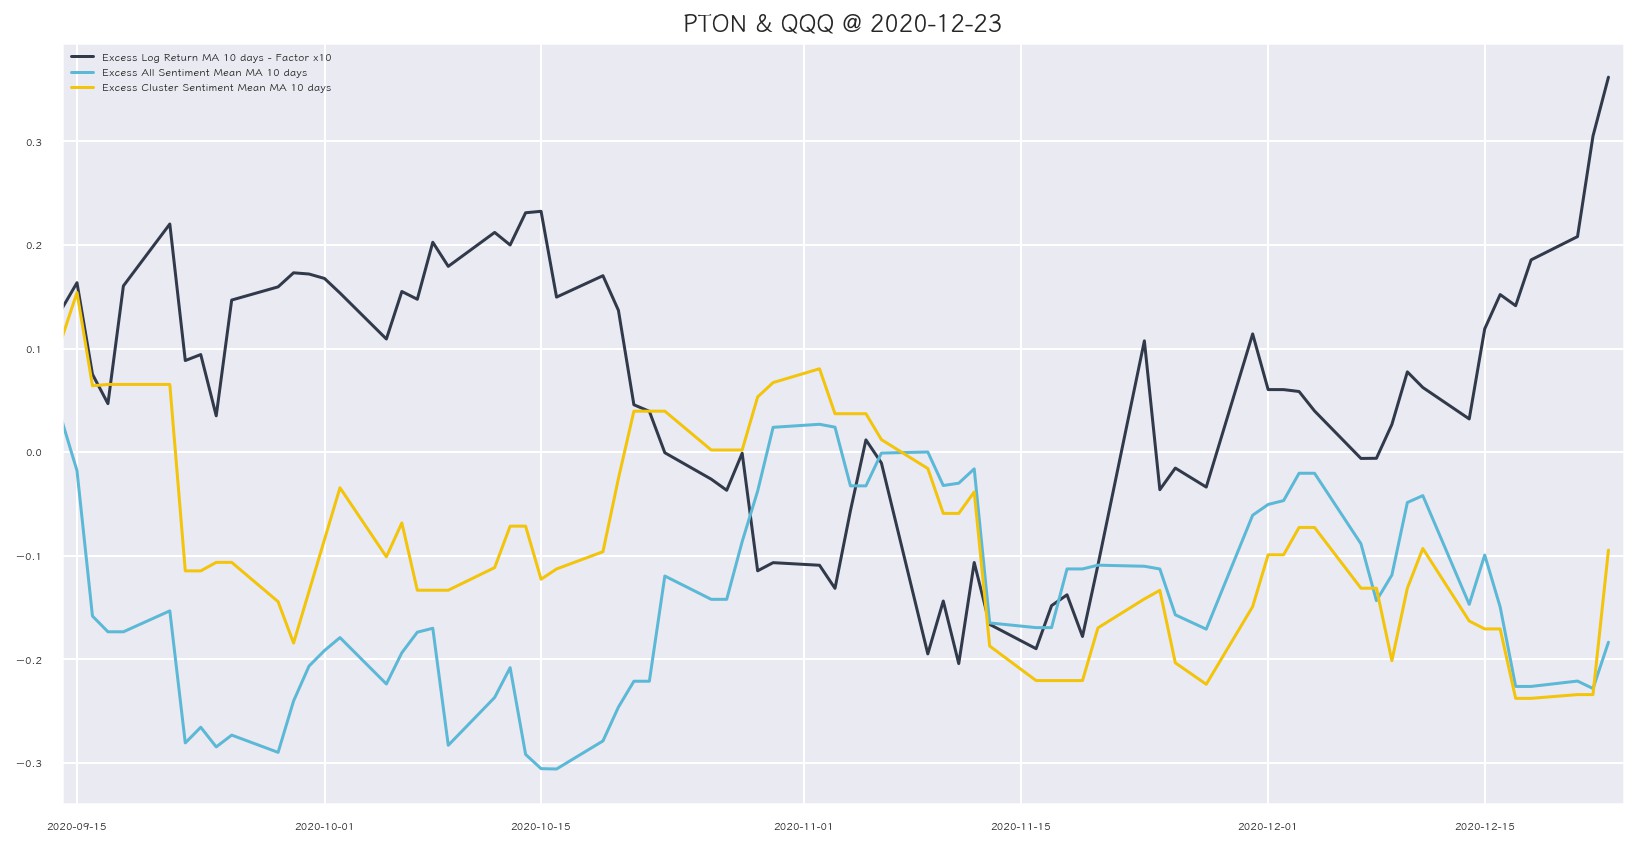 PTON & QQQ @ 2020-12-23
Excess Log Return MA 10 days - Factor x10
Excess All Sentiment Mean MA 10 days
Excess Cluster Sentiment Mean MA 10 days
0.3
0.2
0.1
0.0
−0.1
−0.2
−0.3
2020-09-15 2020-10-01 2020-10-15 2020-11-01 2020-11-15 2020-12-01 2020-12-15